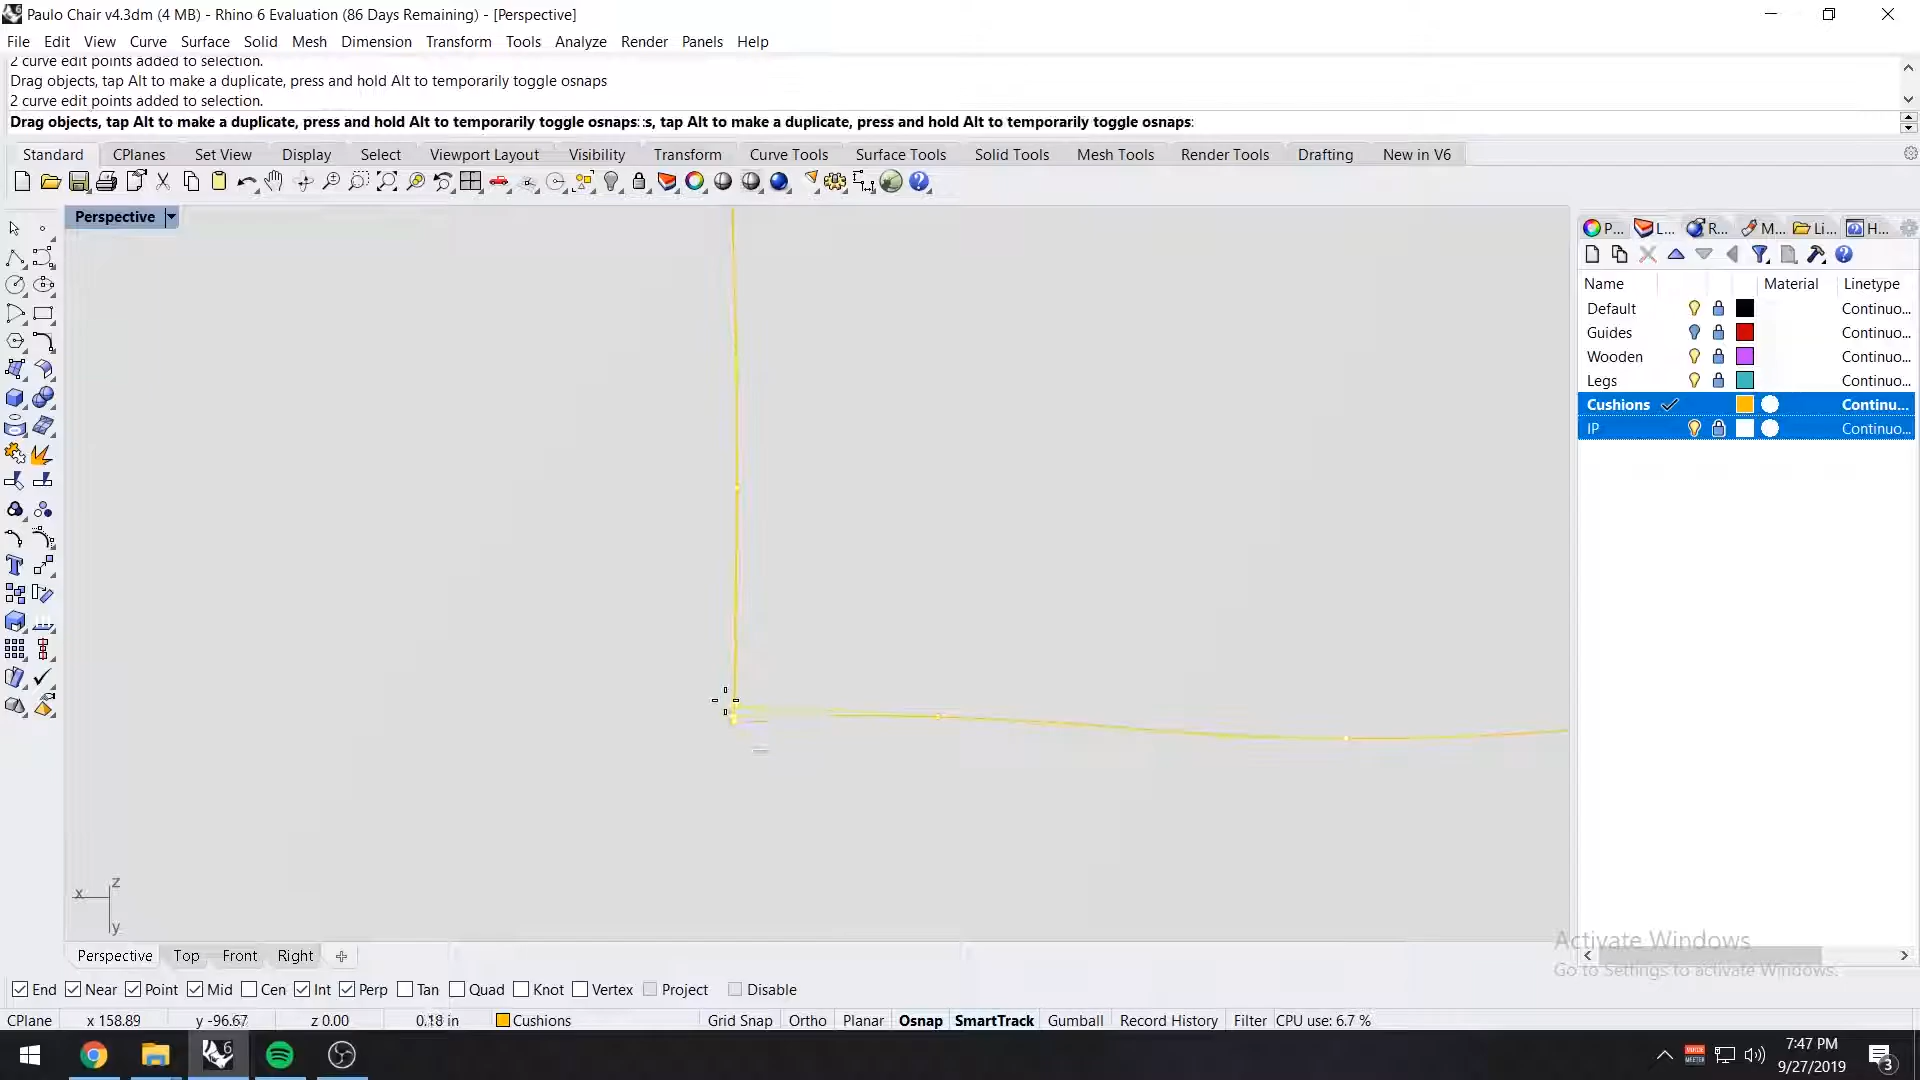 Paulo Chair v4.3dm (4 MB) - Rhino 6 Evaluation (86 Days Remaining) - [Perspective]
File Edit View Curve Surface Solid Mesh Dimension Transform Tools Analyze Render Panels Help
2 curve edit points added to selection.
Drag objects, tap Alt to make a duplicate, press and hold Alt to temporarily toggle osnaps
2 curve edit points added to selection.
Drag objects, tap Alt to make a duplicate, press and hold Alt to temporarily toggle osnaps: :s, tap Alt to make a duplicate, press and hold Alt to temporarily toggle osnaps:
Standard CPlanes Set View Display Select Viewport Layout Visibility Transform Curve Tools Surface Tools Solid Tools Mesh Tools Render Tools Drafting New in V6
Perspective
P... L... R... M... Li... H...
Name Material Linetype
Default Continuo...
Guides Continuo...
Wooden Continuo...
Legs Continuo...
Cushions Continu...
IP Continuo...
z
x
y
Activate Windows
Go to Settings to activate Windows.
Perspective Top Front Right
End Near Point Mid Cen Int Perp Tan Quad Knot Vertex Project Disable
CPlane x 158.89 y -96.67 z 0.00 0.18 in Cushions Grid Snap Ortho Planar Osnap SmartTrack Gumball Record History Filter CPU use: 6.7 %
6
7:47 PM
9/27/2019
3